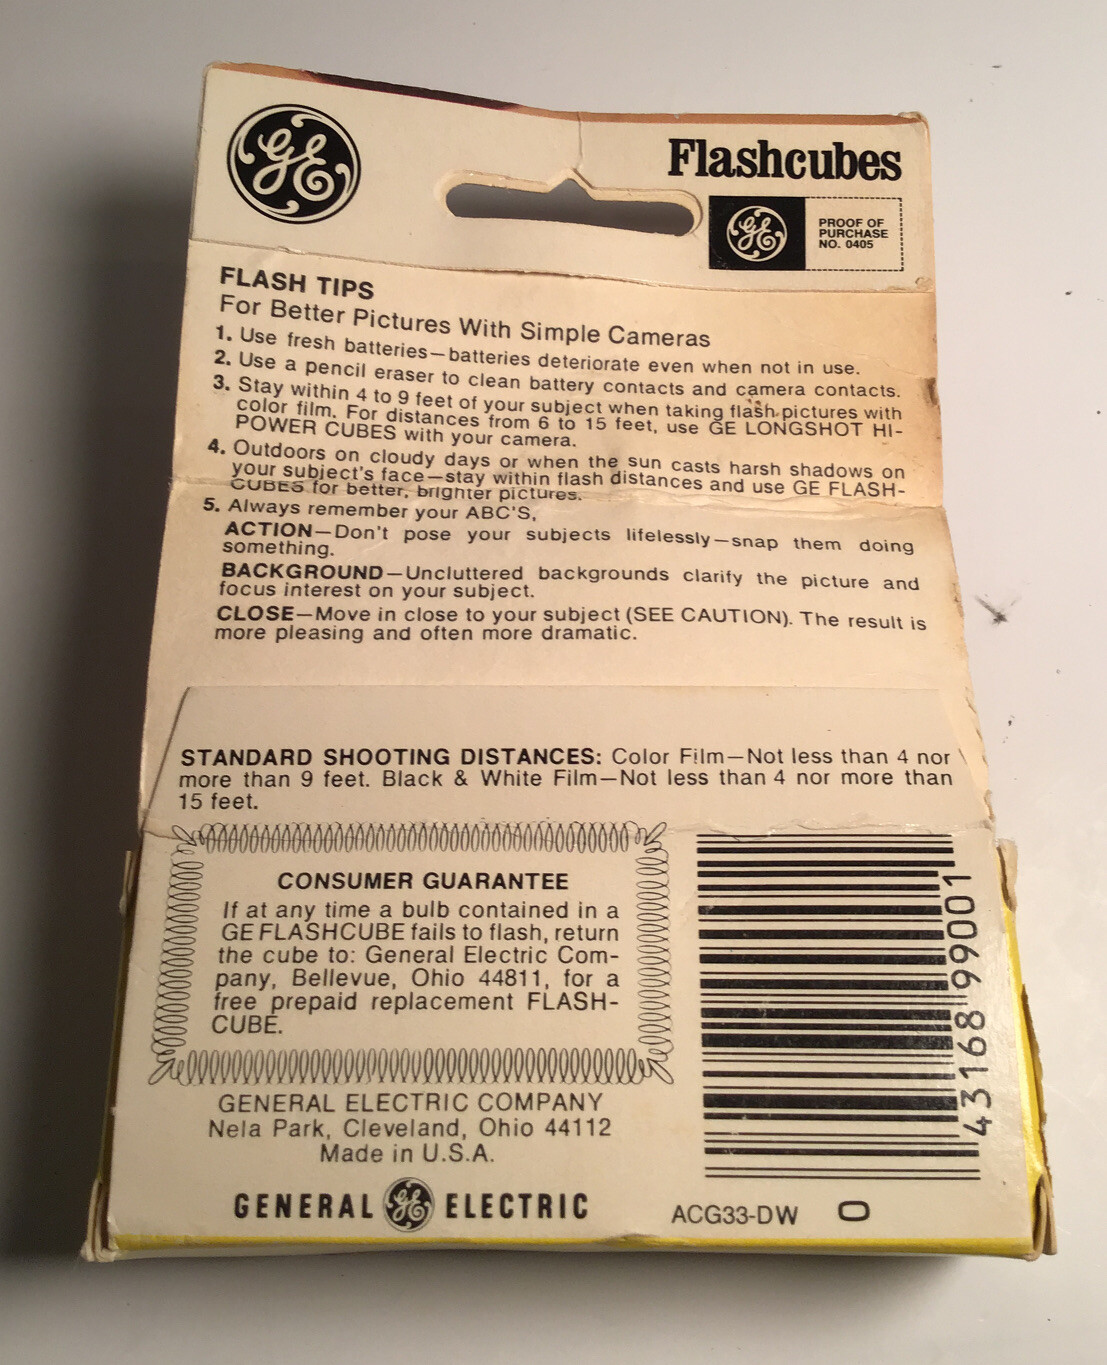 GE
Flashcubes
GE
PROOF OF
PURCHASE
NO. 0405
FLASH TIPS
For Better Pictures With Simple Cameras
1. Use fresh batteries—batteries deteriorate even when not in use.
2. Use a pencil eraser to clean battery contacts and camera contacts.
3. Stay within 4 to 9 feet of your subject when taking flash pictures with
color film. For distances from 6 to 15 feet, use GE LONGSHOT HI-
POWER CUBES with your camera.
4. Outdoors on cloudy days or when the sun casts harsh shadows on
your subject's face—stay within flash distances and use GE FLASH-
CUBES for better, brighter pictures.
5. Always remember your ABC'S,
ACTION—Don't pose your subjects lifelessly—snap them doing
something.
BACKGROUND—Uncluttered backgrounds clarify the picture and
focus interest on your subject.
CLOSE—Move in close to your subject (SEE CAUTION). The result is
more pleasing and often more dramatic.
STANDARD SHOOTING DISTANCES: Color Film—Not less than 4 nor
more than 9 feet. Black & White Film—Not less than 4 nor more than
15 feet.
CONSUMER GUARANTEE
If at any time a bulb contained in a
GE FLASHCUBE fails to flash, return
the cube to: General Electric Com-
pany, Bellevue, Ohio 44811, for a
free prepaid replacement FLASH-
CUBE.
GENERAL ELECTRIC COMPANY
Nela Park, Cleveland, Ohio 44112
Made in U.S.A.
GENERAL GE ELECTRIC
43168 99001
ACG33-DW 0